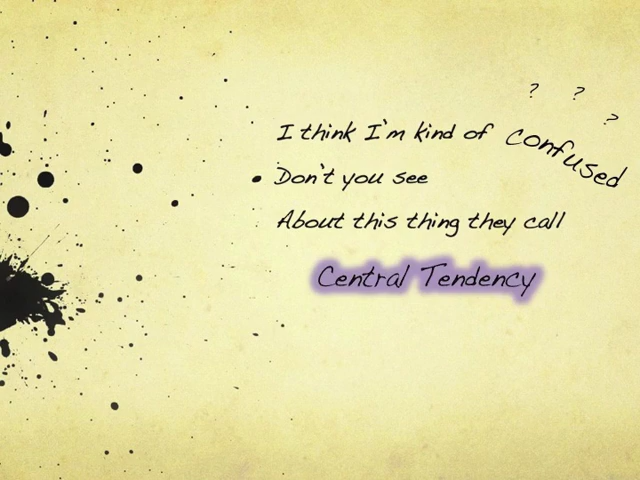 ? ? ?
I think I'm kind of confused
Don't you see
About this thing they call
Central Tendency